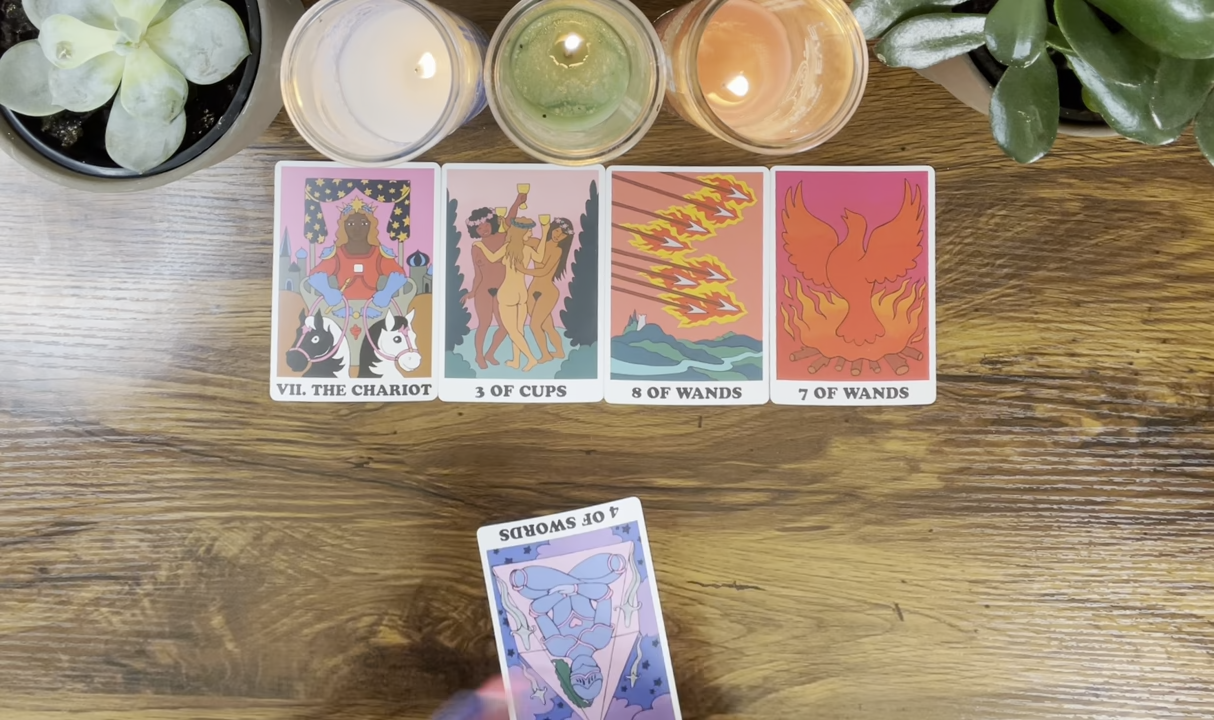 VII. THE CHARIOT
3 OF CUPS
8 OF WANDS
7 OF WANDS
4 OF SWORDS